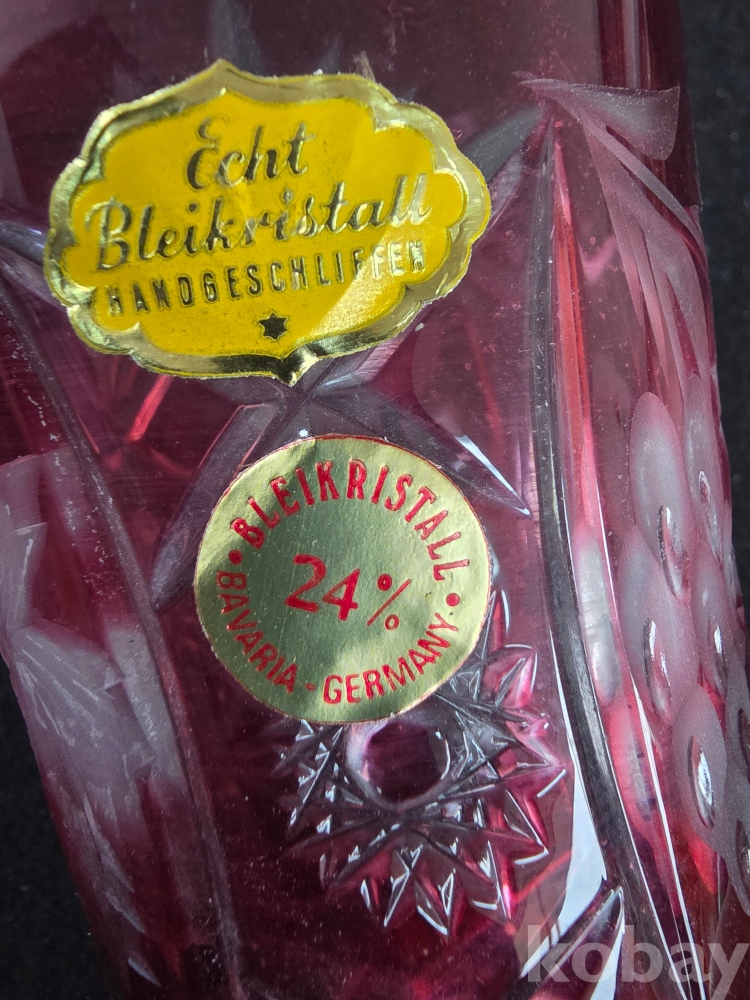 Echt
Bleikristall
HANDGESCHLIFFEN
BLEIKRISTALL
24%
BAVARIA - GERMANY
kobay